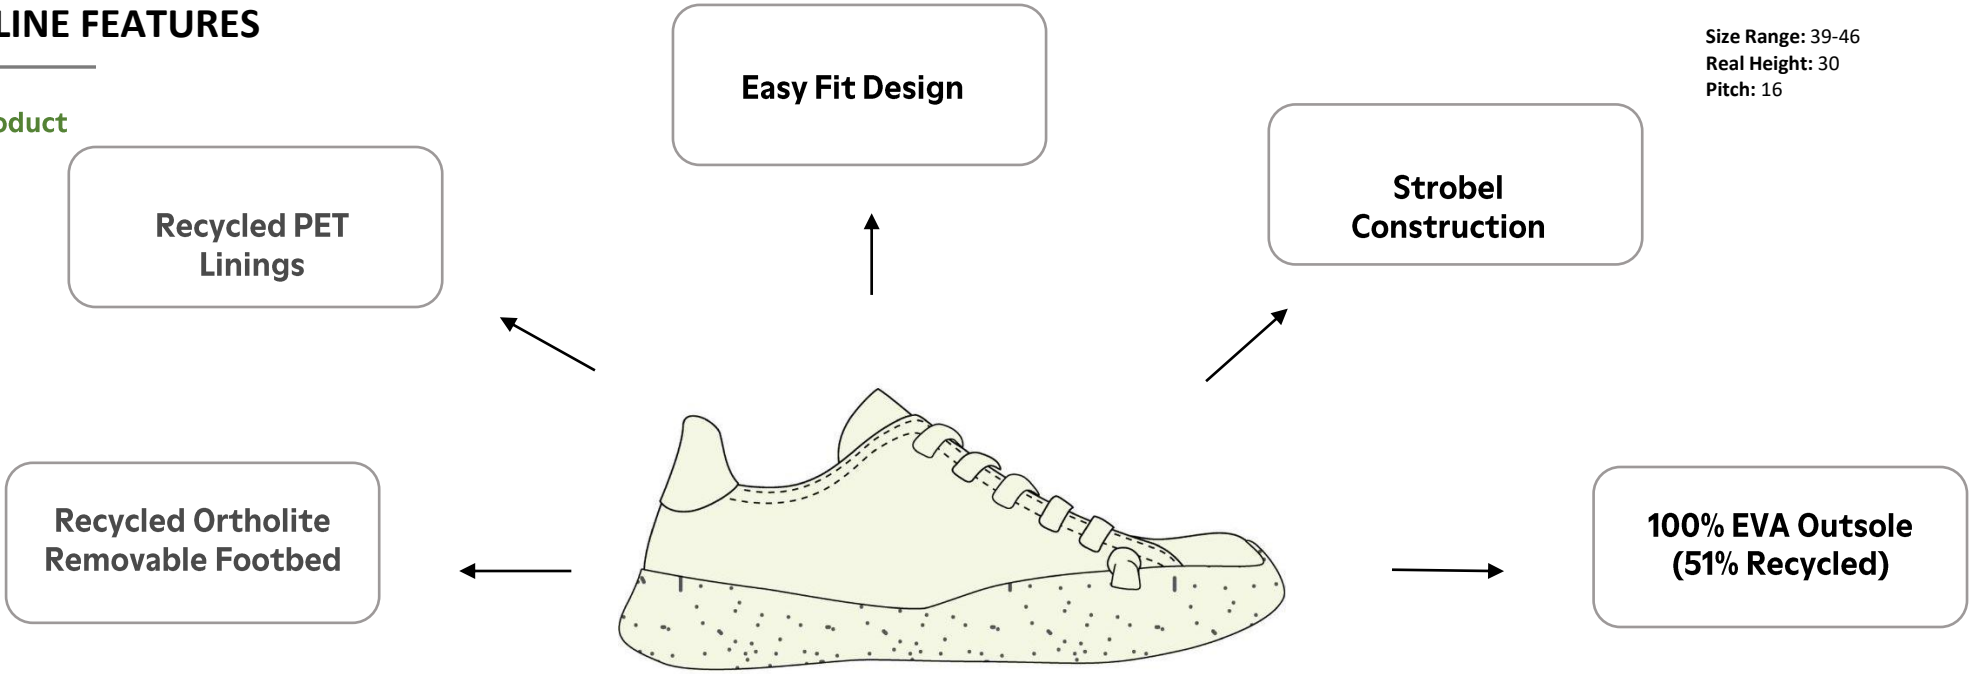 LINE FEATURES
oduct
Size Range: 39-46
Real Height: 30
Pitch: 16
Easy Fit Design
Strobel
Construction
Recycled PET
Linings
Recycled Ortholite
Removable Footbed
100% EVA Outsole
(51% Recycled)